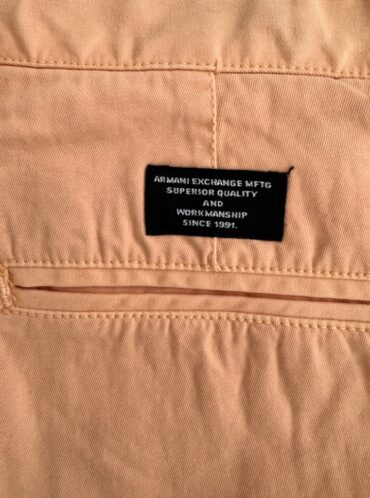 ARMANI EXCHANGE MFTG
SUPERIOR QUALITY
AND
WORKMANSHIP
SINCE 1991.